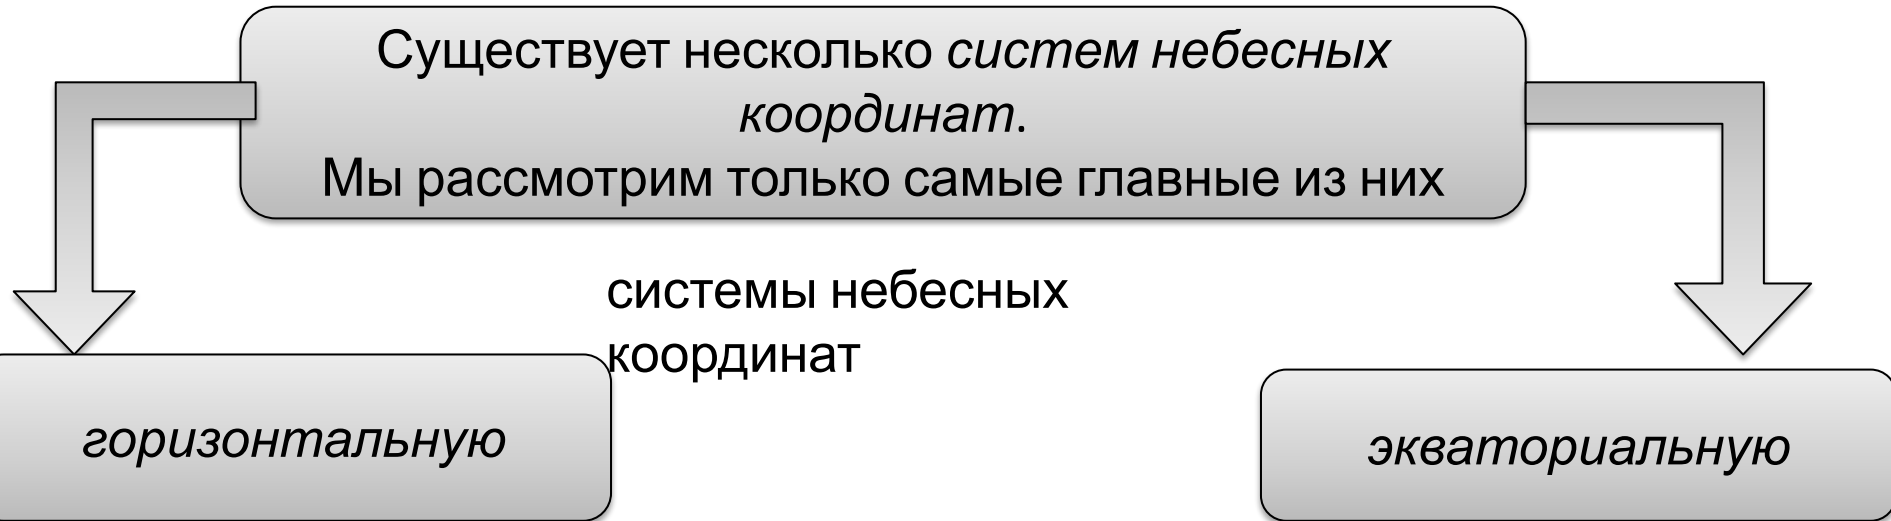 Существует несколько систем небесных
координат.
Мы рассмотрим только самые главные из них
системы небесных
координат
горизонтальную
экваториальную